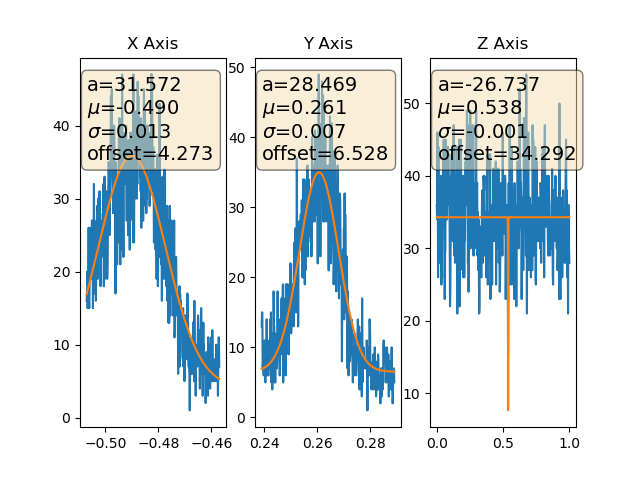 X Axis
a=31.572
μ=-0.490
σ=0.013
offset=4.273
0
10
20
30
40
−0.50
−0.48
−0.46
Y Axis
a=28.469
μ=0.261
σ=0.007
offset=6.528
0
10
20
30
40
50
0.24
0.26
0.28
Z Axis
a=-26.737
μ=0.538
σ=-0.001
offset=34.292
10
20
30
40
50
0.0
0.5
1.0